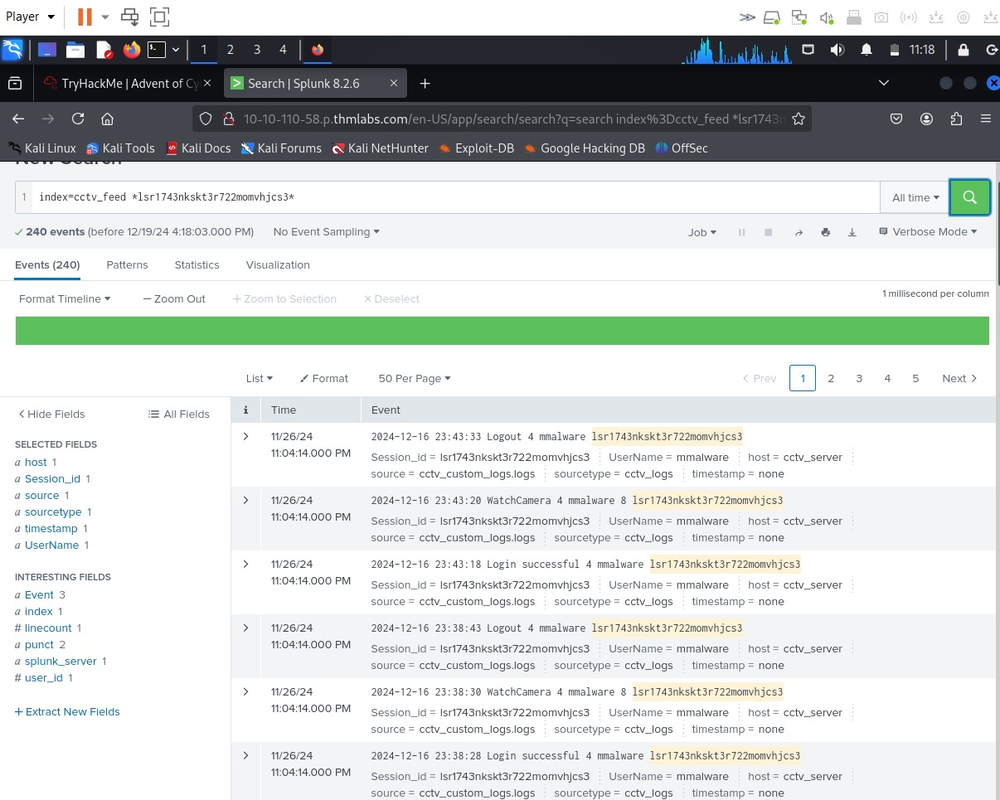 Player
1 2 3 4 11:18
TryHackMe | Advent of Cy Search | Splunk 8.2.6
10-10-110-58.p.thmlabs.com/en-US/app/search/search?q=search index%3Dcctv_feed *lsr1743n
Kali Linux Kali Tools Kali Docs Kali Forums Kali NetHunter Exploit-DB Google Hacking DB OffSec
New Search
1 index=cctv_feed *lsr1743nkskt3r722momvhjcs3* All time
240 events (before 12/19/24 4:18:03.000 PM) No Event Sampling Job Verbose Mode
Events (240) Patterns Statistics Visualization
Format Timeline — Zoom Out + Zoom to Selection × Deselect 1 millisecond per column
List Format 50 Per Page < Prev 1 2 3 4 5 Next >
< Hide Fields All Fields
i Time Event
SELECTED FIELDS
a host 1
a Session_id 1
a source 1
a sourcetype 1
a timestamp 1
a UserName 1
INTERESTING FIELDS
a Event 3
a index 1
# linecount 1
a punct 2
a splunk_server 1
# user_id 1
+ Extract New Fields
> 11/26/24 2024-12-16 23:43:33 Logout 4 mmalware lsr1743nkskt3r722momvhjcs3
11:04:14.000 PM Session_id = lsr1743nkskt3r722momvhjcs3 UserName = mmalware host = cctv_server
source = cctv_custom_logs.logs sourcetype = cctv_logs timestamp = none
> 11/26/24 2024-12-16 23:43:20 WatchCamera 4 mmalware 8 lsr1743nkskt3r722momvhjcs3
11:04:14.000 PM Session_id = lsr1743nkskt3r722momvhjcs3 UserName = mmalware host = cctv_server
source = cctv_custom_logs.logs sourcetype = cctv_logs timestamp = none
> 11/26/24 2024-12-16 23:43:18 Login successful 4 mmalware lsr1743nkskt3r722momvhjcs3
11:04:14.000 PM Session_id = lsr1743nkskt3r722momvhjcs3 UserName = mmalware host = cctv_server
source = cctv_custom_logs.logs sourcetype = cctv_logs timestamp = none
> 11/26/24 2024-12-16 23:38:43 Logout 4 mmalware lsr1743nkskt3r722momvhjcs3
11:04:14.000 PM Session_id = lsr1743nkskt3r722momvhjcs3 UserName = mmalware host = cctv_server
source = cctv_custom_logs.logs sourcetype = cctv_logs timestamp = none
> 11/26/24 2024-12-16 23:38:30 WatchCamera 4 mmalware 8 lsr1743nkskt3r722momvhjcs3
11:04:14.000 PM Session_id = lsr1743nkskt3r722momvhjcs3 UserName = mmalware host = cctv_server
source = cctv_custom_logs.logs sourcetype = cctv_logs timestamp = none
> 11/26/24 2024-12-16 23:38:28 Login successful 4 mmalware lsr1743nkskt3r722momvhjcs3
11:04:14.000 PM Session_id = lsr1743nkskt3r722momvhjcs3 UserName = mmalware host = cctv_server
source = cctv_custom_logs.logs sourcetype = cctv_logs timestamp = none